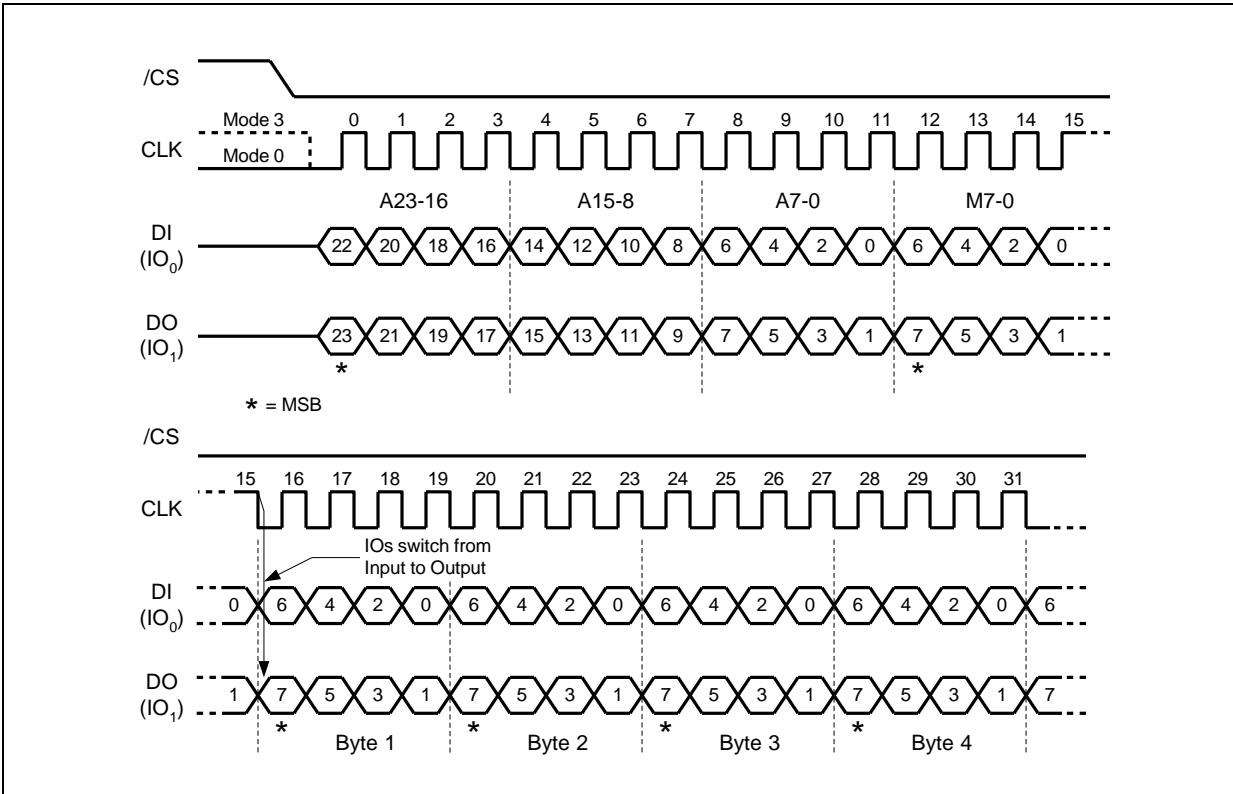 /CS
Mode 3 0 1 2 3 4 5 6 7 8 9 10 11 12 13 14 15
CLK
Mode 0
A23-16 A15-8 A7-0 M7-0
DI
(IO0)
22 20 18 16 14 12 10 8 6 4 2 0 6 4 2 0
DO
(IO1)
23 21 19 17 15 13 11 9 7 5 3 1 7 5 3 1
* *
* = MSB
/CS
15 16 17 18 19 20 21 22 23 24 25 26 27 28 29 30 31
CLK
IOs switch from
Input to Output
DI
(IO0)
0 6 4 2 0 6 4 2 0 6 4 2 0 6 4 2 0 6
DO
(IO1)
1 7 5 3 1 7 5 3 1 7 5 3 1 7 5 3 1 7
* * * *
Byte 1 Byte 2 Byte 3 Byte 4